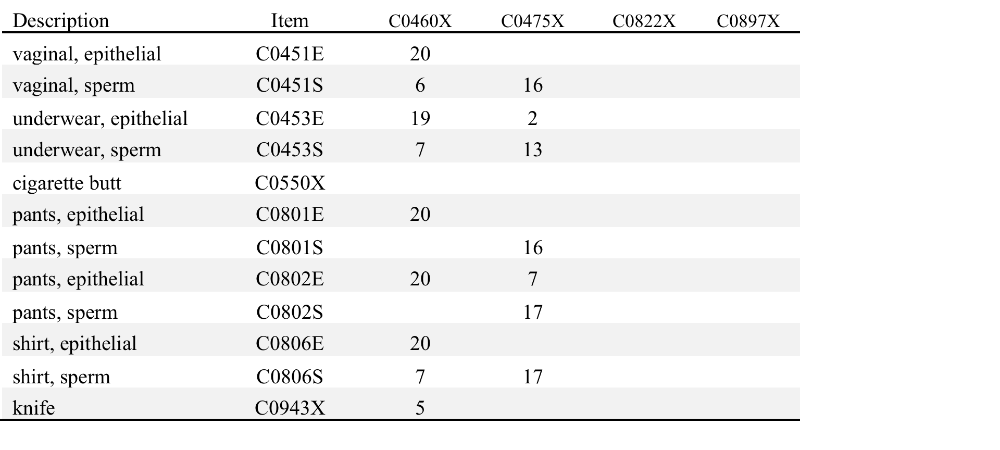 Description Item C0460X C0475X C0822X C0897X
vaginal, epithelial C0451E 20
vaginal, sperm C0451S 6 16
underwear, epithelial C0453E 19 2
underwear, sperm C0453S 7 13
cigarette butt C0550X
pants, epithelial C0801E 20
pants, sperm C0801S 16
pants, epithelial C0802E 20 7
pants, sperm C0802S 17
shirt, epithelial C0806E 20
shirt, sperm C0806S 7 17
knife C0943X 5